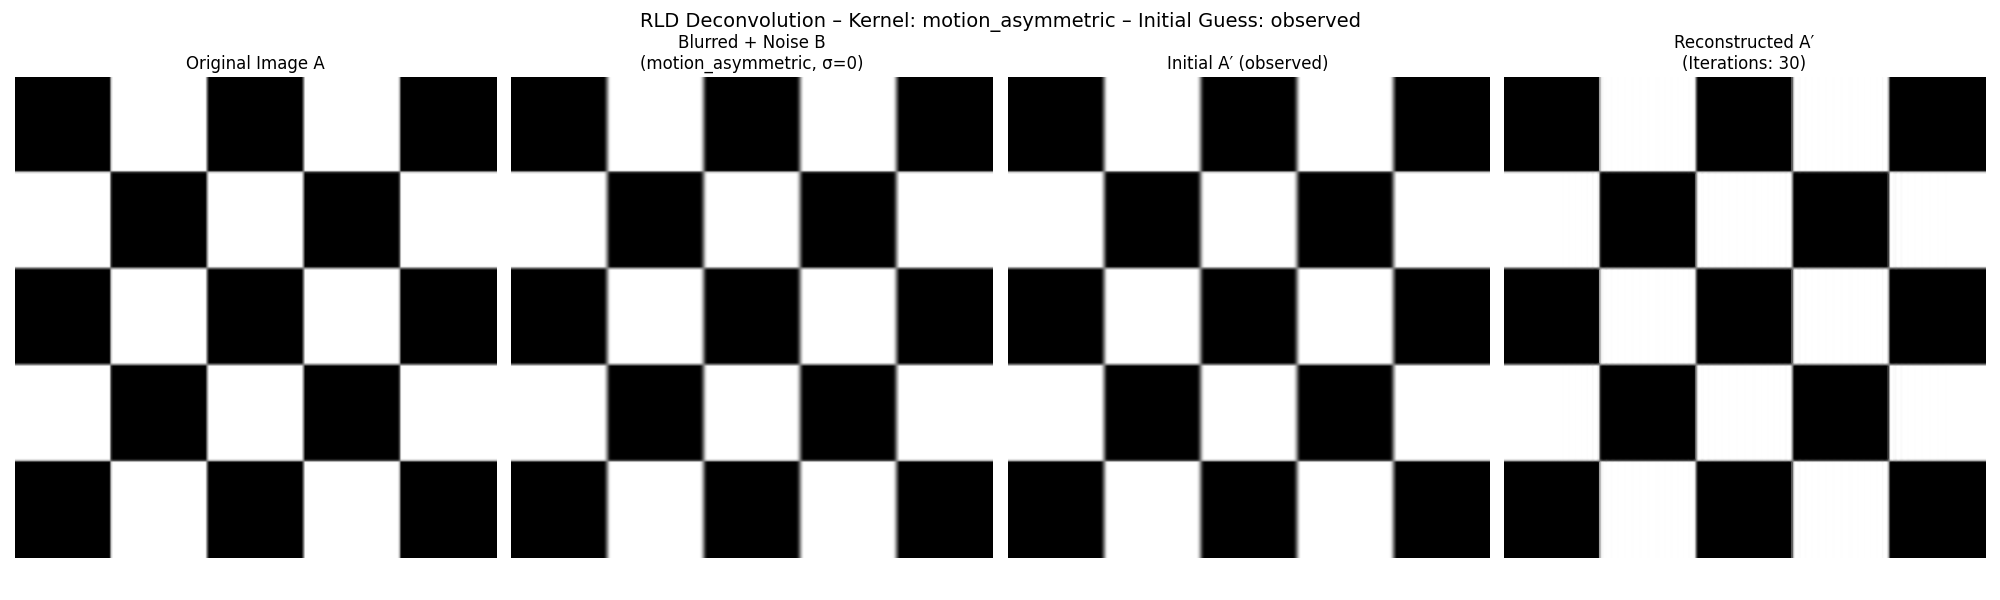 RLD Deconvolution – Kernel: motion_asymmetric – Initial Guess: observed
Original Image A
Blurred + Noise B
(motion_asymmetric, σ=0)
Initial A′ (observed)
Reconstructed A′
(Iterations: 30)